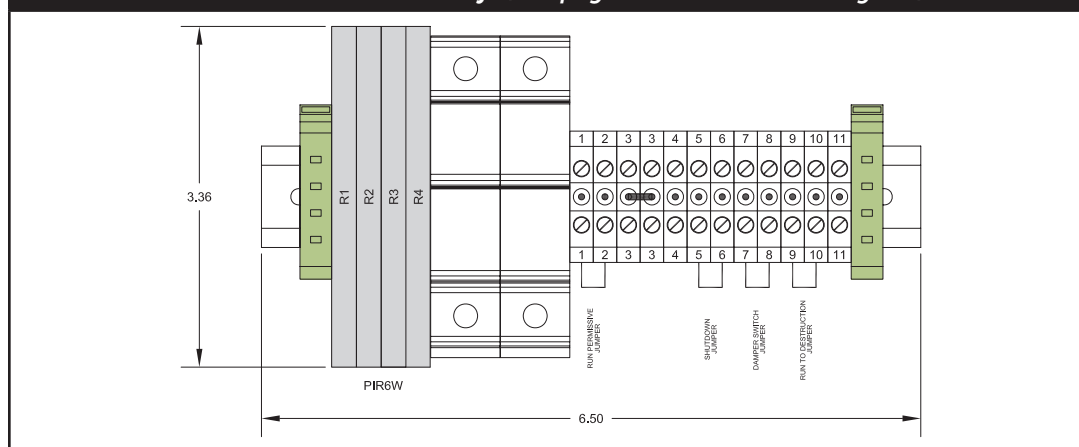 3.36
R1
R2
R3
R4
1 2 3 3 4 5 6 7 8 9 10 11
1 2 3 3 4 5 6 7 8 9 10 11
RUN PERMISSIVE
JUMPER
SHUTDOWN
JUMPER
DAMPER SWITCH
JUMPER
RUN TO DESTRUCTION
JUMPER
PIR6W
6.50